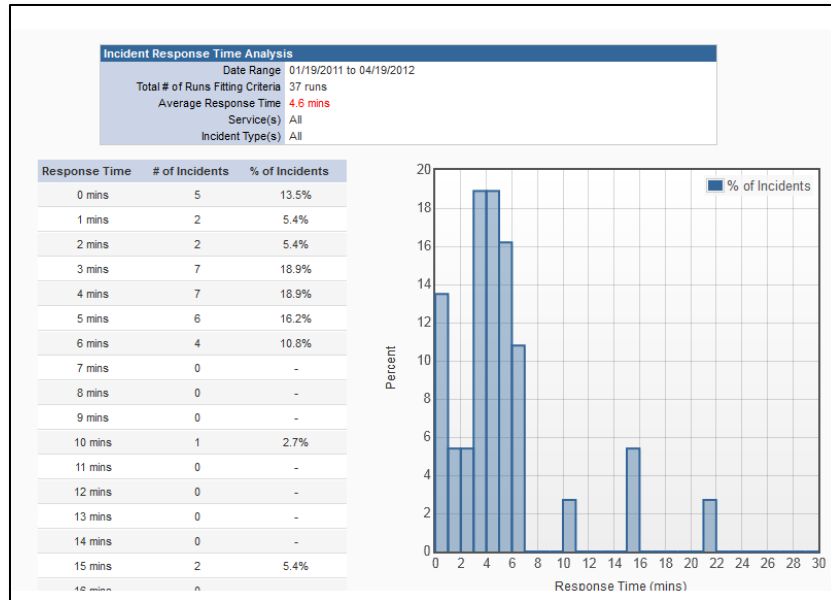 Incident Response Time Analysis
Date Range 01/19/2011 to 04/19/2012
Total # of Runs Fitting Criteria 37 runs
Average Response Time 4.6 mins
Service(s) All
Incident Type(s) All
Response Time # of Incidents % of Incidents
0 mins 5 13.5%
1 mins 2 5.4%
2 mins 2 5.4%
3 mins 7 18.9%
4 mins 7 18.9%
5 mins 6 16.2%
6 mins 4 10.8%
7 mins 0 -
8 mins 0 -
9 mins 0 -
10 mins 1 2.7%
11 mins 0 -
12 mins 0 -
13 mins 0 -
14 mins 0 -
15 mins 2 5.4%
16 mins 0
% of Incidents
20
18
16
14
12
10
8
6
4
2
0
Percent
0 2 4 6 8 10 12 14 16 18 20 22 24 26 28 30
Response Time (mins)